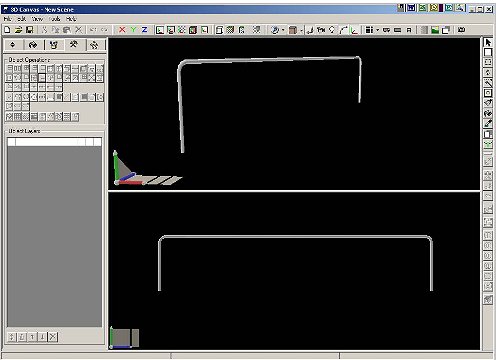 3D Canvas - New Scene
File Edit View Tools Help
X Y Z
Object Operations
Object Layers